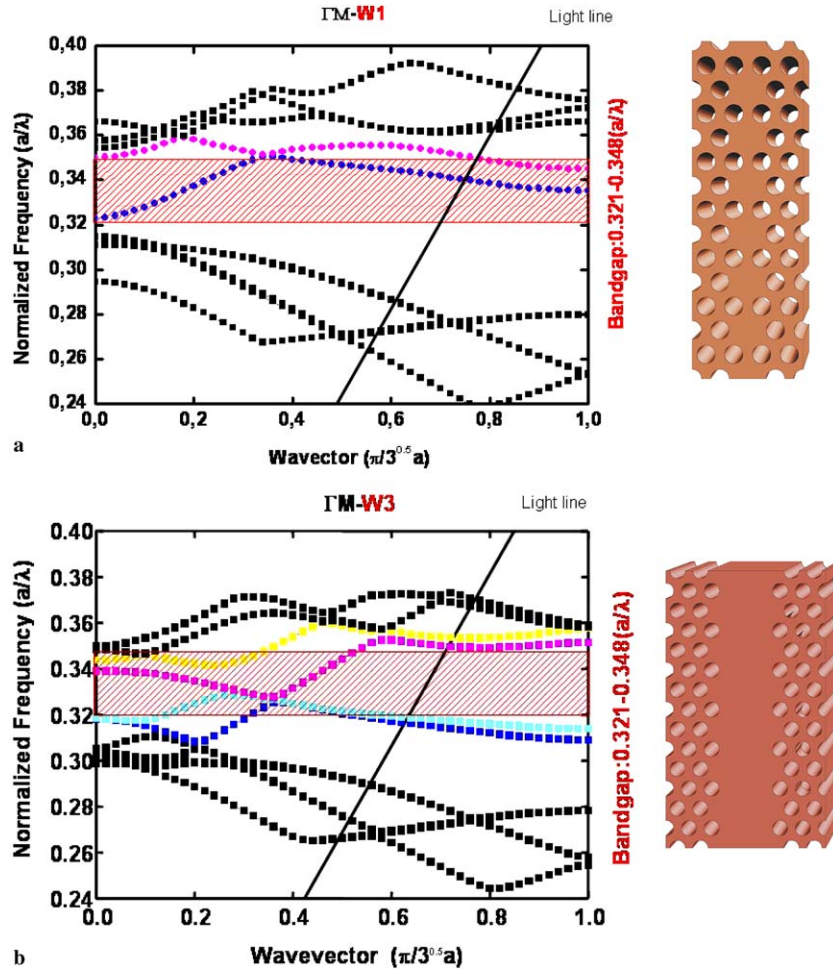 ΓM-W1
Light line
0,40
0,38
0,36
0,34
0,32
0,30
0,28
0,26
0,24
Normalized Frequency (a/λ)
0,0
0,2
0,4
0,6
0,8
1,0
Wavector (π/3^0.5 a)
Bandgap:0.321-0.348(a/λ)
a
ΓM-W3
Light line
0.40
0.38
0.36
0.34
0.32
0.30
0.28
0.26
0.24
Normalized Frequency (a/λ)
0.0
0.2
0.4
0.6
0.8
1.0
Wavevector (π/3^0.5 a)
Bandgap:0.321-0.348(a/λ)
b